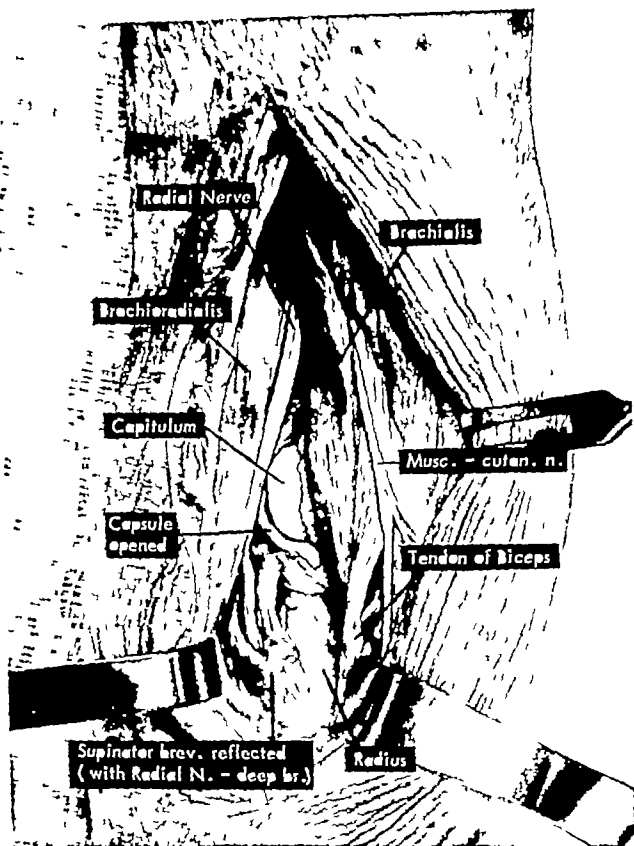 Radial Nerve
Brachialis
Brachioradialis
Capitulum
Musc. - cutan. n.
Capsule
opened
Tendon of Biceps
Supinator brev. reflected
(with Radial N. - deep br.)
Radius